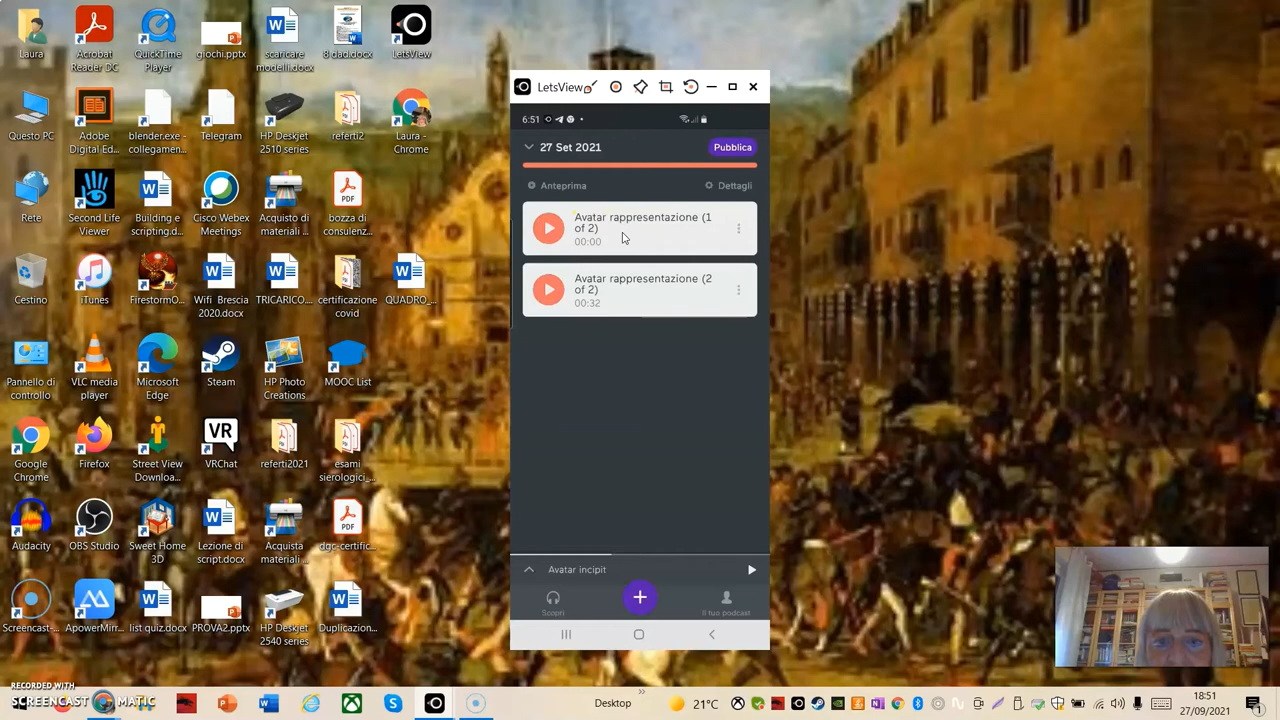 Laura
Acrobat
Reader DC
QuickTime
Player
giochi.pptx
scaricare
modelli.docx
8 dad.docx
LetsView
Questo PC
Adobe
Digital Ed...
blender.exe -
collegamen...
Telegram
HP Deskjet
2510 series
referti2
Laura -
Chrome
Rete
Second Life
Viewer
Building e
scripting.d...
Cisco Webex
Meetings
Acquisto di
materiali ...
bozza di
consulenz...
Cestino
iTunes
FirestormO...
Wifi Brescia
2020.docx
TRICARICO....
certificazione
covid
QUADRO_...
Pannello di
controllo
VLC media
player
Microsoft
Edge
Steam
HP Photo
Creations
MOOC List
Google
Chrome
Firefox
Street View
Downloa...
VR
VRChat
referti2021
esami
sierologici_...
Audacity
OBS Studio
Sweet Home
3D
Lezione di
script.docx
Acquista
materiali ...
dgc-certific...
Screencast-...
ApowerMirr...
list quiz.docx
PROVA2.pptx
HP Deskjet
2540 series
Duplicazion...
LetsView
6:51
27 Set 2021
Pubblica
Anteprima
Dettagli
Avatar rappresentazione (1
of 2)
00:00
Avatar rappresentazione (2
of 2)
00:32
Avatar incipit
Scopri
Il tuo podcast
RECORDED WITH
SCREENCAST MATIC
Desktop
21°C
18:51
27/09/2021